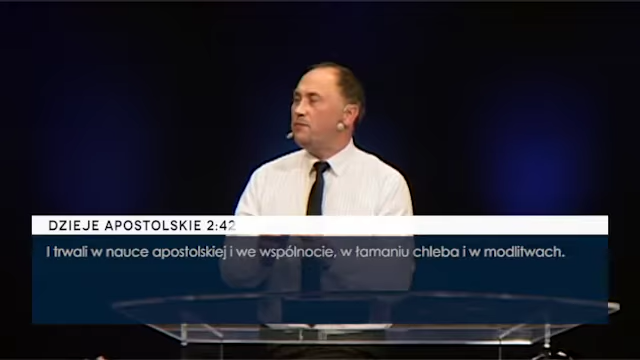 DZIEJE APOSTOLSKIE 2:42
I trwali w nauce apostolskiej i we wspólnocie, w łamaniu chleba i w modlitwach.